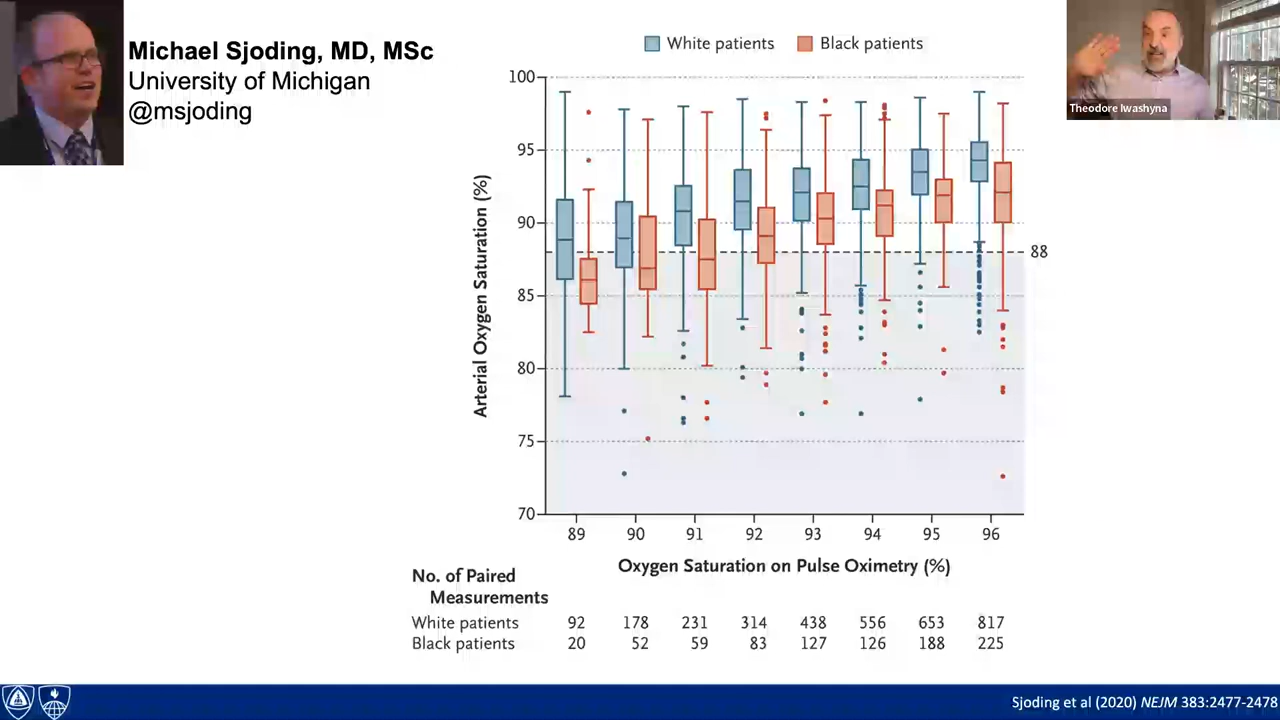 Michael Sjoding, MD, MSc
University of Michigan
@msjoding
White patients Black patients
Theodore Iwashyna
100
95
90
88
85
80
75
70
Arterial Oxygen Saturation (%)
89 90 91 92 93 94 95 96
Oxygen Saturation on Pulse Oximetry (%)
No. of Paired
Measurements
White patients 92 178 231 314 438 556 653 817
Black patients 20 52 59 83 127 126 188 225
Sjoding et al (2020) NEJM 383:2477-2478